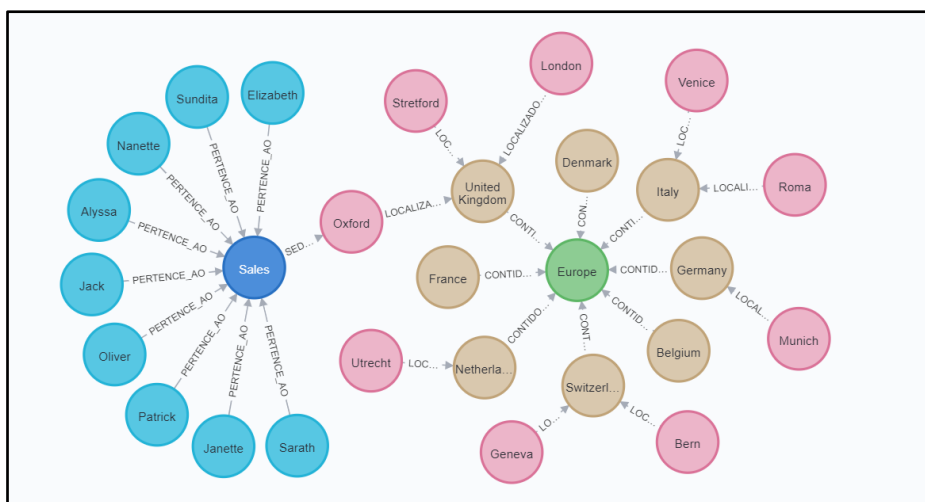 London
Venice
Elizabeth
Sundita
Stretford
Nanette
Denmark
PERTENCE_AO
PERTENCE_AO
PERTENCE_AO
LOC...
LOCALIZADO...
LOC...
United
Kingdom
Italy
LOCALI...
Roma
Alyssa
PERTENCE_AO
Oxford
LOCALIZA...
CON...
CONTI...
CONTI...
SED...
Sales
Jack
PERTENCE_AO
France
CONTID...
Europe
CONTID...
Germany
LOCAL...
Oliver
PERTENCE_AO
PERTENCE_AO
PERTENCE_AO
PERTENCE_AO
Munich
Utrecht
LOC...
Netherla...
CONTIDO...
CONT...
CONTID...
Belgium
Switzerl...
Patrick
Janette
Sarath
Geneva
LO...
LOC...
Bern